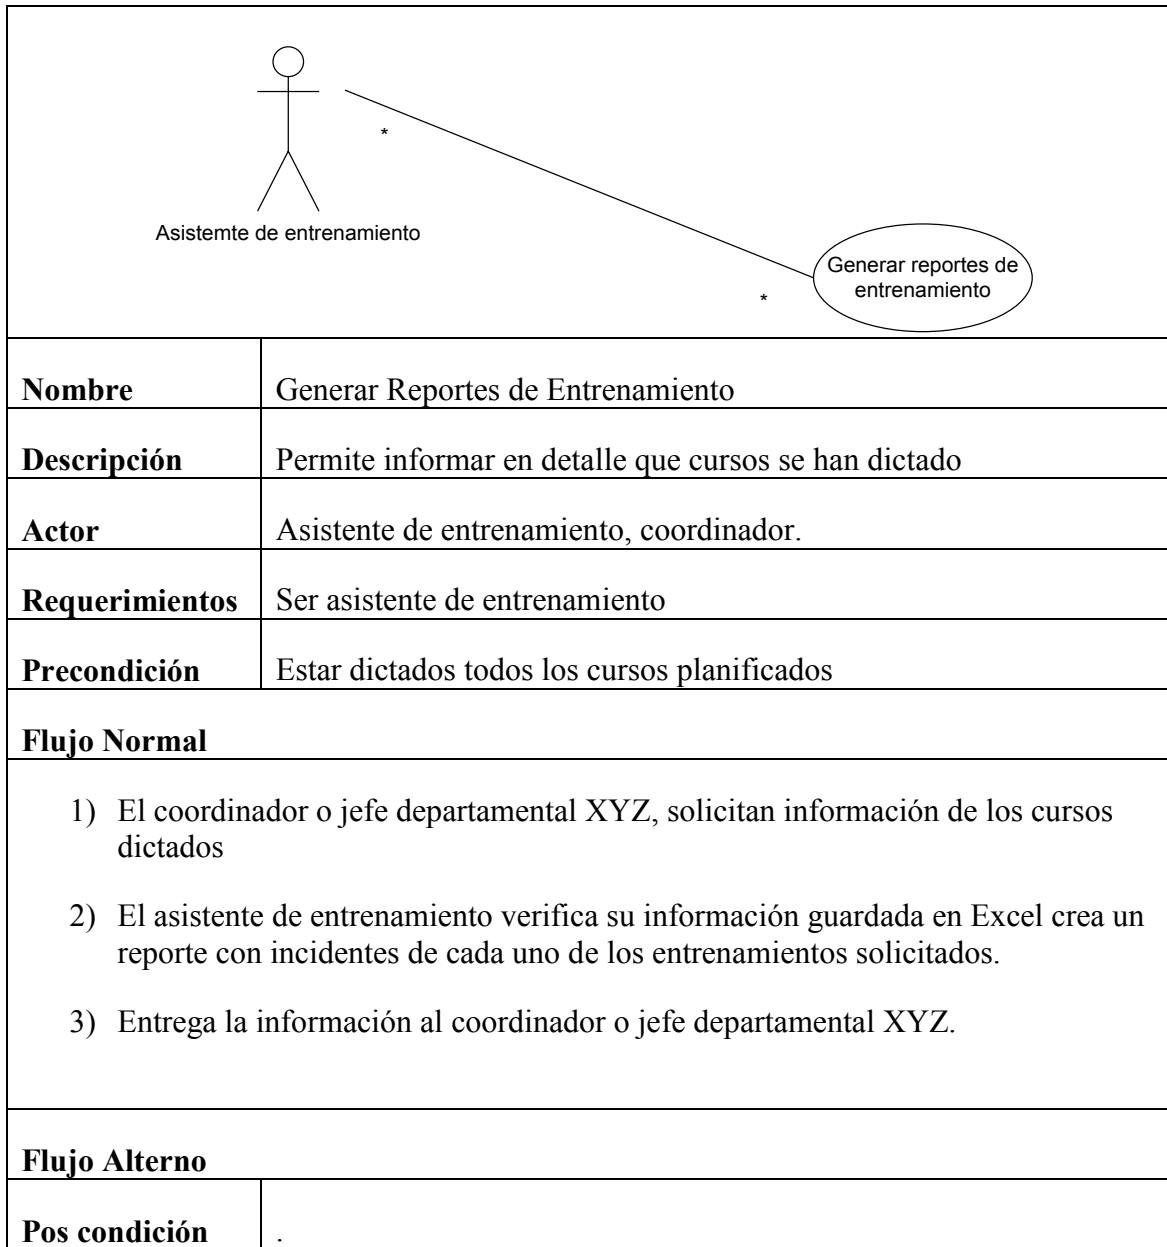 *
Asistemte de entrenamiento
Generar reportes de
entrenamiento
*
Nombre
Generar Reportes de Entrenamiento
Descripción
Permite informar en detalle que cursos se han dictado
Actor
Asistente de entrenamiento, coordinador.
Requerimientos
Ser asistente de entrenamiento
Precondición
Estar dictados todos los cursos planificados
Flujo Normal
1) El coordinador o jefe departamental XYZ, solicitan información de los cursos
dictados
2) El asistente de entrenamiento verifica su información guardada en Excel crea un
reporte con incidentes de cada uno de los entrenamientos solicitados.
3) Entrega la información al coordinador o jefe departamental XYZ.
Flujo Alterno
Pos condición
.